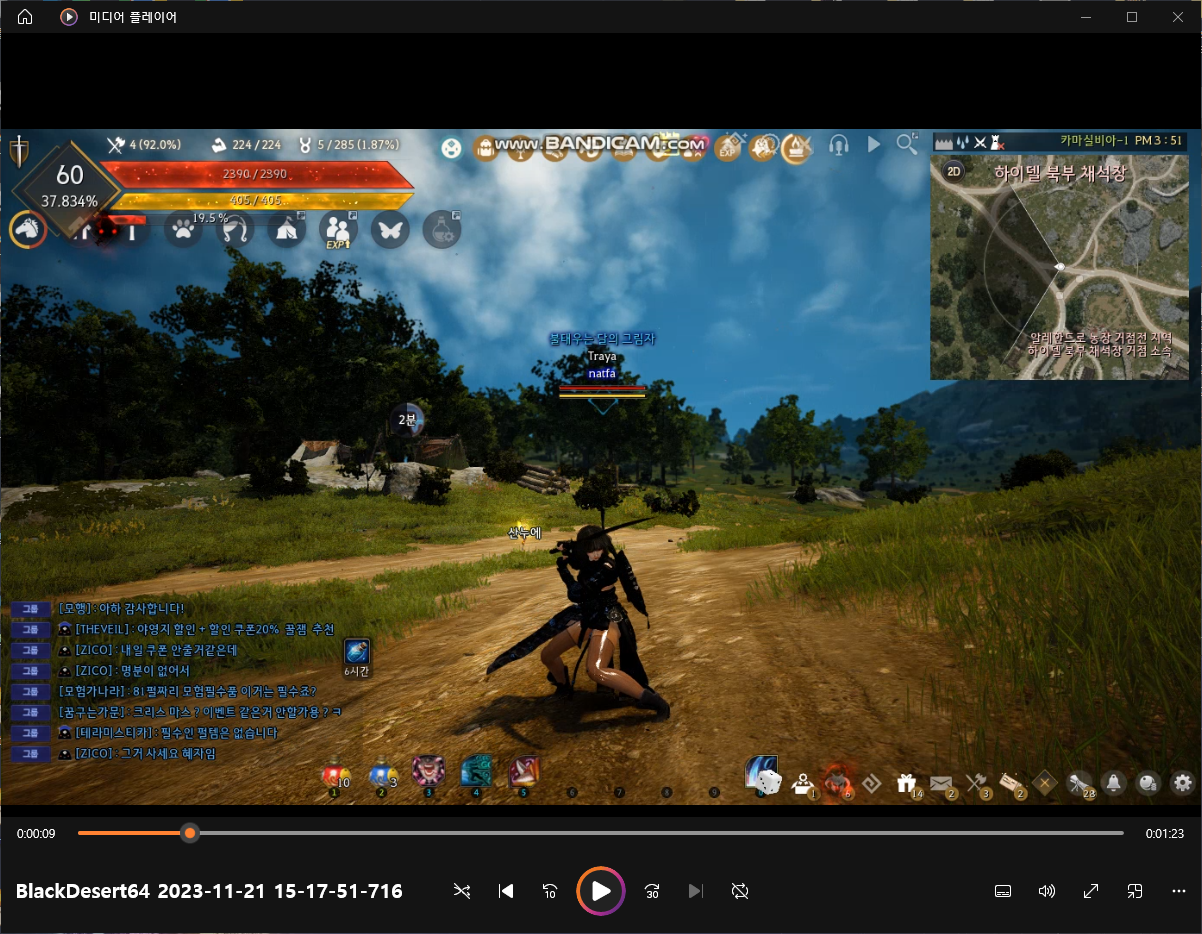 미디어 플레이어
4 (92.0%) 224 / 224 5 / 285 (1.87%)
www.BANDICAM.com
EXP
카마실비아-1 PM 3 : 51
60
37.834%
2390 / 2390
405 / 405
19.5 %
EXP
2D
하이델 북부 채석장
알레한드로 농장 거점전 지역
하이델 북부 채석장 거점 소속
불태우는 달의 그림자
Traya
natfa
2분
산누에
그룹 [모행] : 아하 감사합니다!
그룹 [THEVEIL] : 야영지 할인 + 할인 쿠폰20% 꿀잼 추천
그룹 [ZICO] : 내일 쿠폰 안줄거같은데
그룹 [ZICO] : 명분이 없어서
그룹 [모험가나라] : 81펄짜리 모험필수품 이거는 필수죠?
그룹 [꿈구는가문] : 크리스 마스 ? 이벤트 같은거 안할가용 ? ㅋ
그룹 [테라미스티카] : 필수인 펄템은 없습니다
그룹 [ZICO] : 그거 사세요 혜자임
6시간
10 3
1 2 3 4 5 6 7 8 9 0
1 6 14 2 3 2 28
0:00:09 0:01:23
BlackDesert64 2023-11-21 15-17-51-716
10 30